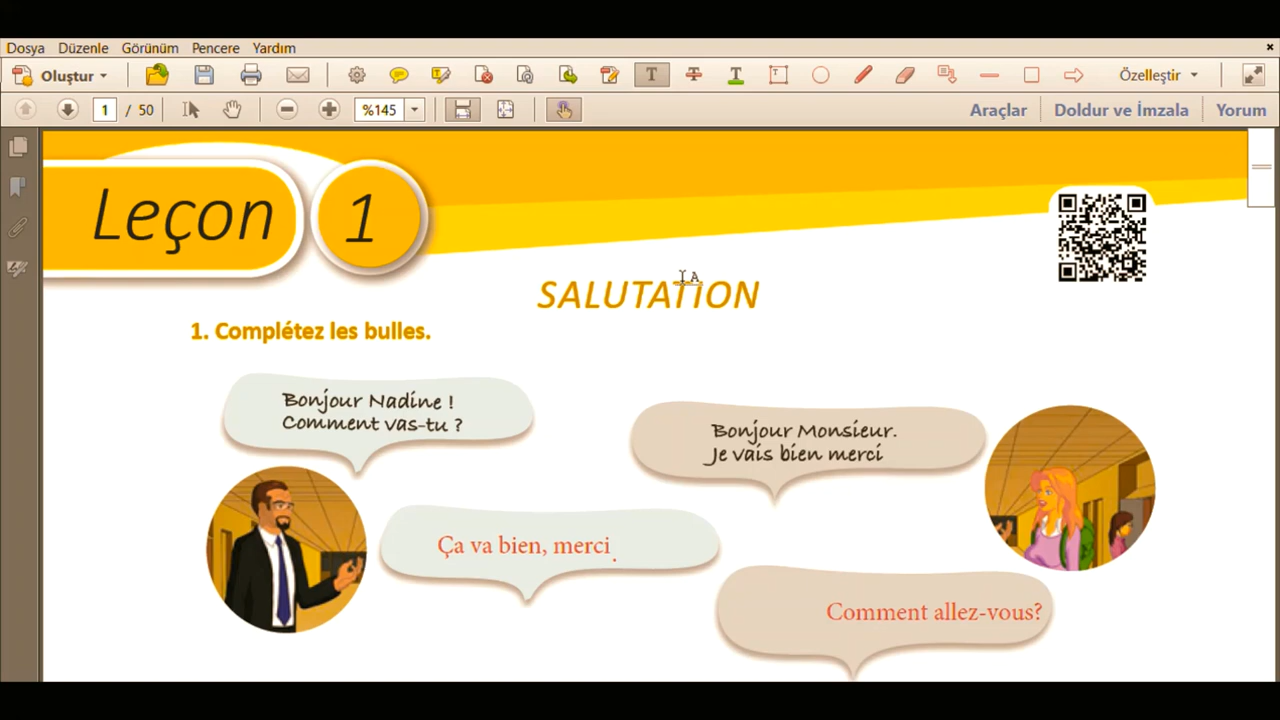 Dosya Düzenle Görünüm Pencere Yardım
Oluştur
Özelleştir
1 / 50
%145
Araçlar
Doldur ve İmzala
Yorum
Leçon 1
SALUTATION
1. Complétez les bulles.
Bonjour Nadine !
Comment vas-tu ?
Bonjour Monsieur.
Je vais bien merci
Ça va bien, merci.
Comment allez-vous?